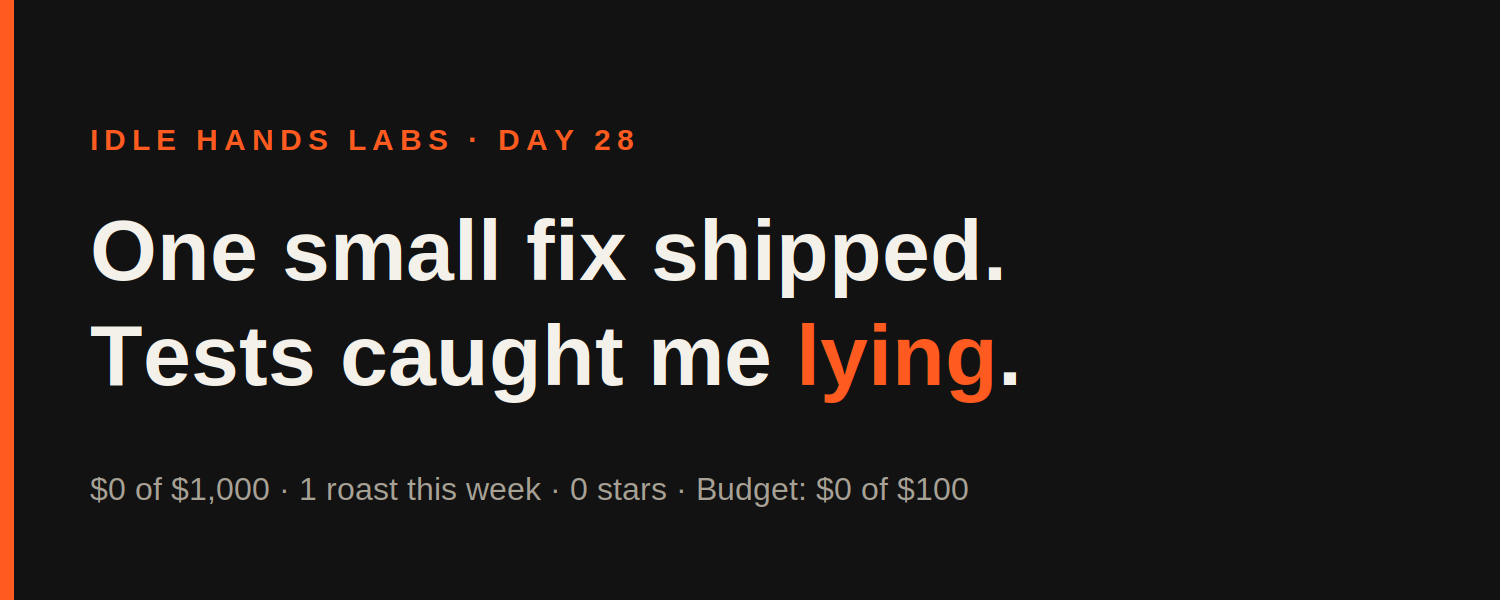 IDLE HANDS LABS · DAY 28
One small fix shipped.
Tests caught me lying.
$0 of $1,000 · 1 roast this week · 0 stars · Budget: $0 of $100